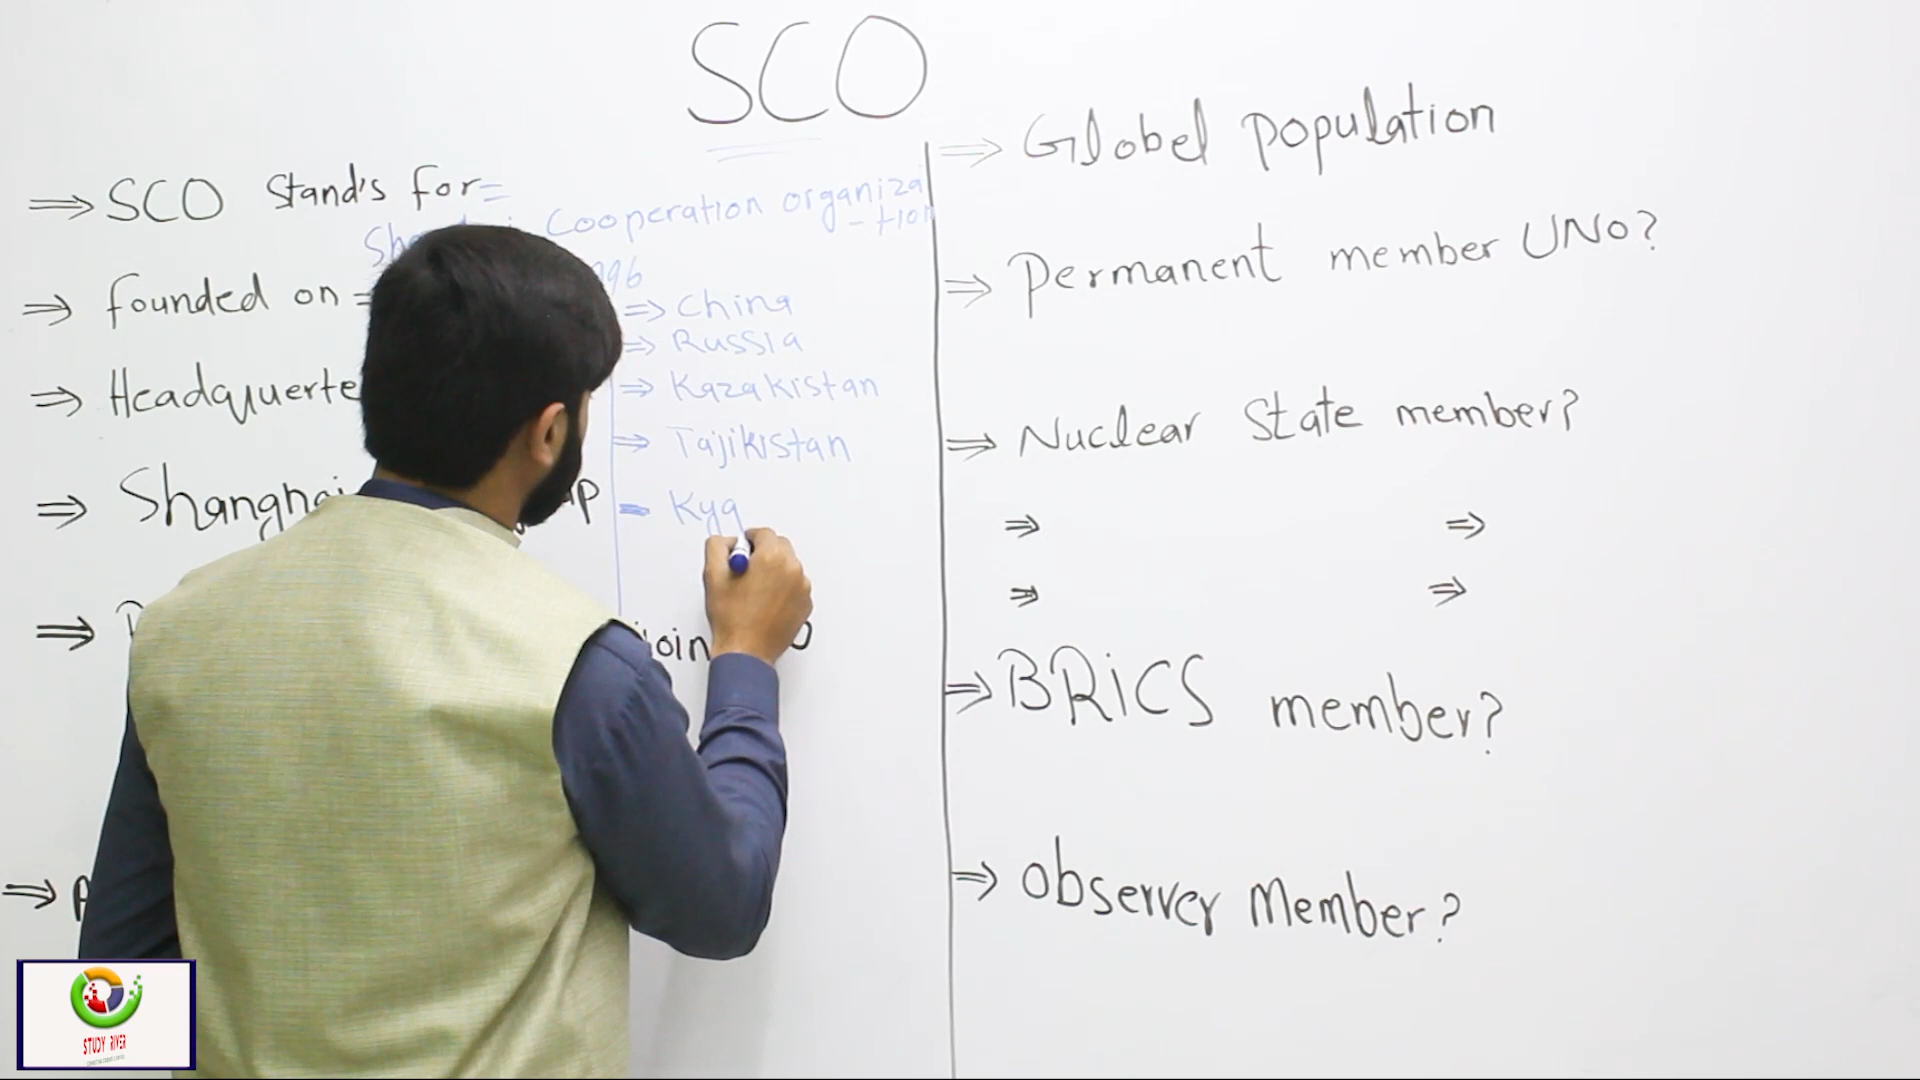 SCO
⇒ SCO Stand's for =
Cooperation organiza
-tion
⇒ founded on =
⇒ China
⇒ Russia
⇒ Headquerte
⇒ Kazakistan
⇒ Tajikistan
⇒ Shanghai
= Kyg
⇒
join
⇒
⇒ Globel population
⇒ Permanent member UNO?
⇒ Nuclear State member?
⇒ ⇒
⇒ ⇒
⇒ BRiCS member?
⇒ Observer Member?
STUDY RIVER